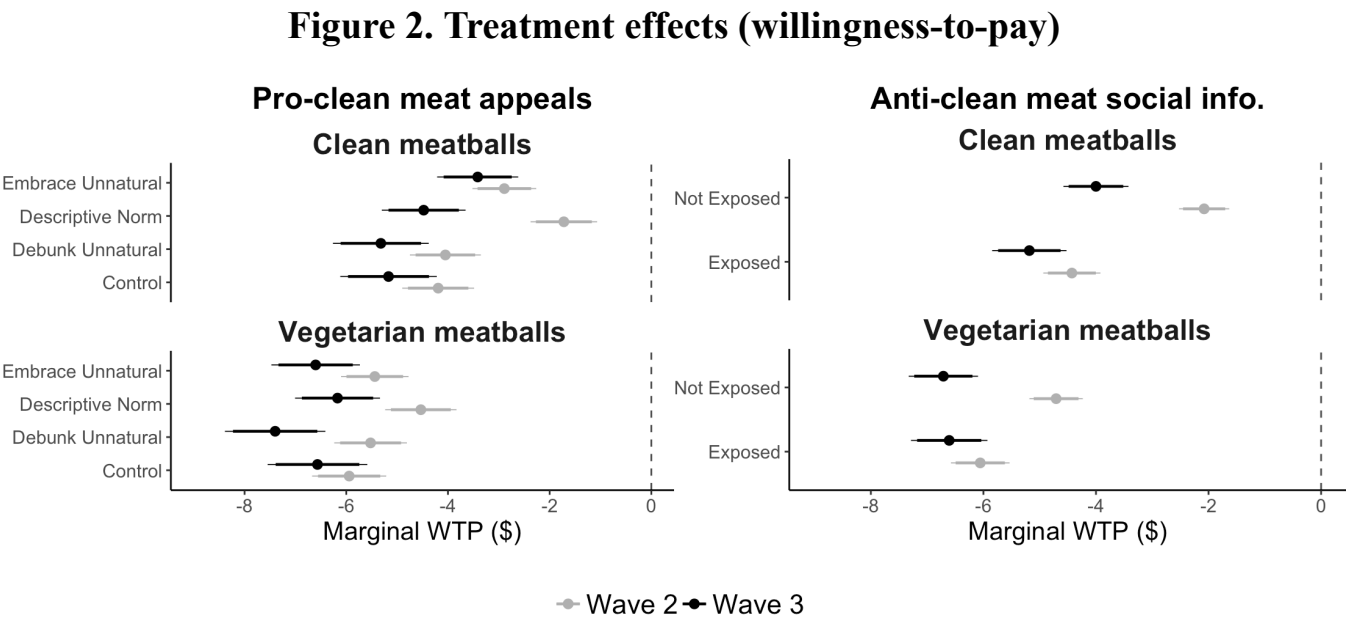 Figure 2. Treatment effects (willingness-to-pay)
Pro-clean meat appeals
Clean meatballs
Embrace Unnatural
Descriptive Norm
Debunk Unnatural
Control
Vegetarian meatballs
Embrace Unnatural
Descriptive Norm
Debunk Unnatural
Control
-8 -6 -4 -2 0
Marginal WTP ($)
Anti-clean meat social info.
Clean meatballs
Not Exposed
Exposed
Vegetarian meatballs
Not Exposed
Exposed
-8 -6 -4 -2 0
Marginal WTP ($)
Wave 2 Wave 3